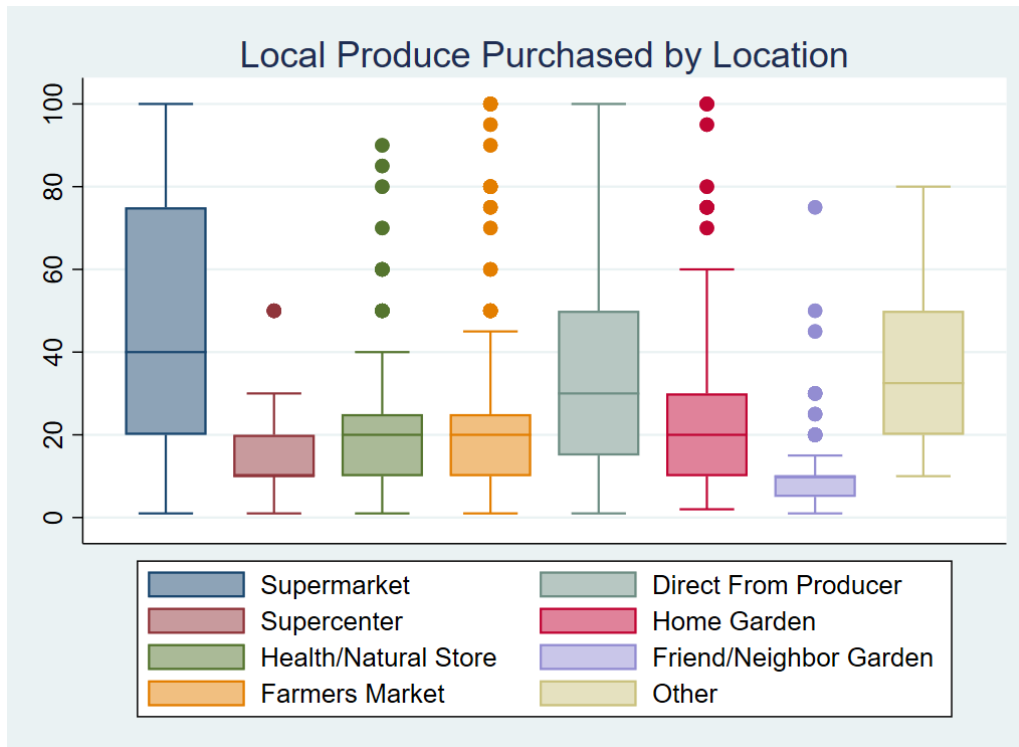 Local Produce Purchased by Location
100
80
60
40
20
0
Supermarket
Supercenter
Health/Natural Store
Farmers Market
Direct From Producer
Home Garden
Friend/Neighbor Garden
Other